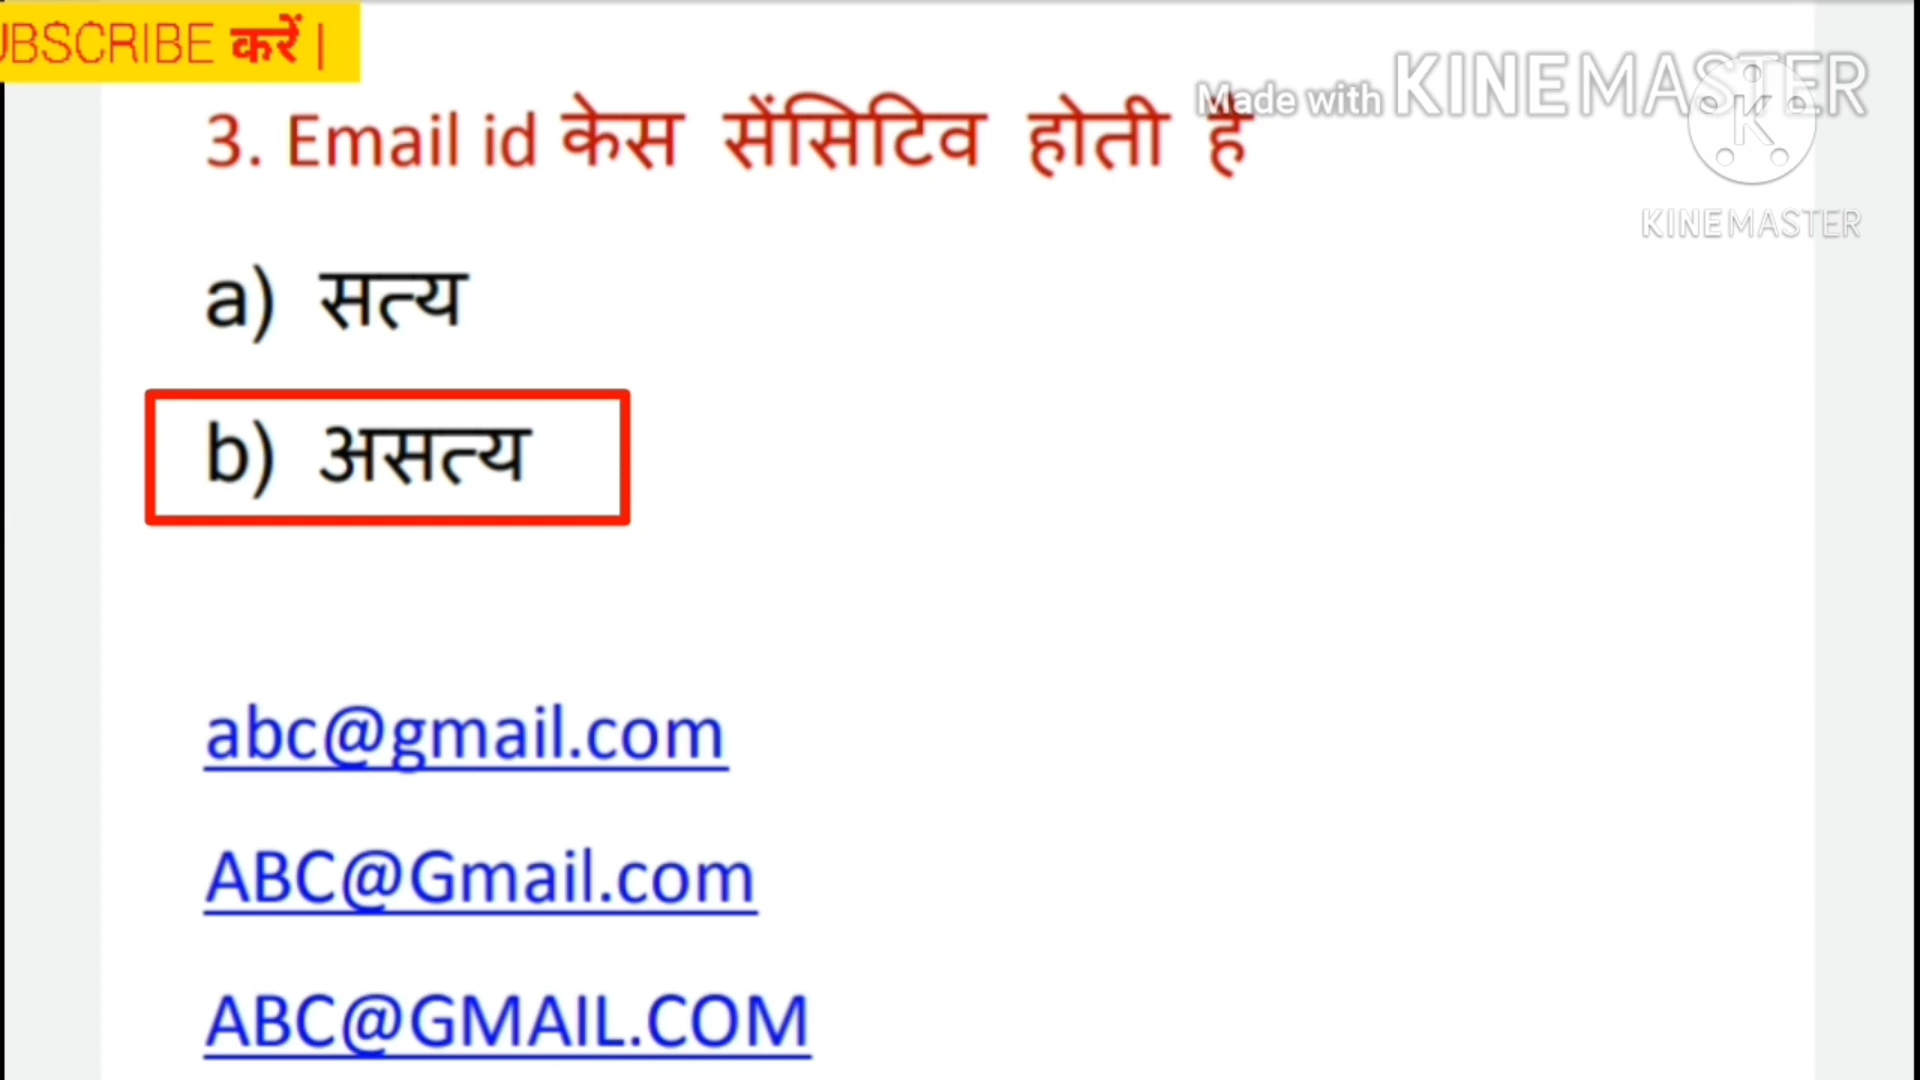 UBSCRIBE करें |
Made with KINEMASTER
3. Email id केस सेंसिटिव होती है
K
KINEMASTER
a) सत्य
b) असत्य
abc@gmail.com
ABC@Gmail.com
ABC@GMAIL.COM